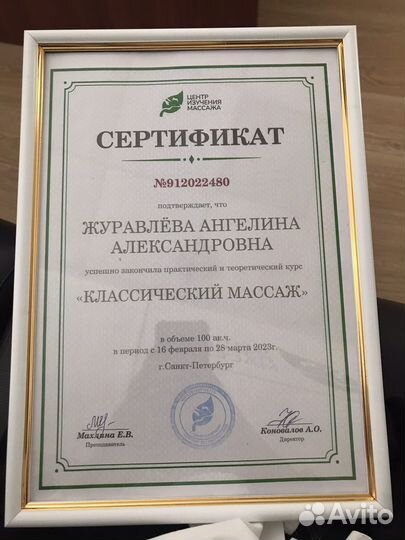 ЦЕНТР
ИЗУЧЕНИЯ
МАССАЖА
СЕРТИФИКАТ
№912022480
подтверждает, что
ЖУРАВЛЁВА АНГЕЛИНА
АЛЕКСАНДРОВНА
успешно закончила практический и теоретический курс
«КЛАССИЧЕСКИЙ МАССАЖ»
в объеме 100 ак.ч.
в период с 16 февраля по 28 марта 2023г.
г.Санкт-Петербург
Махлина Е.В.
Преподаватель
Коновалов А.О.
Директор
Avito